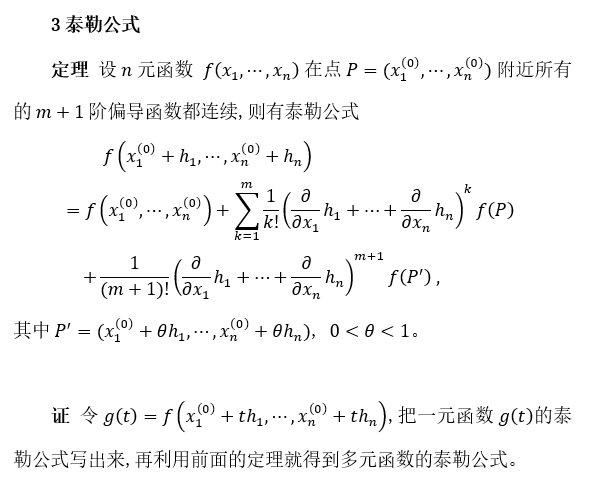 3 泰勒公式
定理 设 n 元函数 f(x₁,⋯,xₙ) 在点 P = (x₁⁽⁰⁾,⋯,xₙ⁽⁰⁾) 附近所有
的 m + 1 阶偏导函数都连续, 则有泰勒公式
f(x₁⁽⁰⁾ + h₁,⋯,xₙ⁽⁰⁾ + hₙ)
= f(x₁⁽⁰⁾,⋯,xₙ⁽⁰⁾) + ∑_{k=1}^{m} 1/k! (∂/∂x₁ h₁ + ⋯ + ∂/∂xₙ hₙ)^k f(P)
+ 1/(m + 1)! (∂/∂x₁ h₁ + ⋯ + ∂/∂xₙ hₙ)^{m+1} f(P′) ,
其中 P′ = (x₁⁽⁰⁾ + θh₁,⋯,xₙ⁽⁰⁾ + θhₙ), 0 < θ < 1。
证 令 g(t) = f(x₁⁽⁰⁾ + th₁,⋯,xₙ⁽⁰⁾ + thₙ), 把一元函数 g(t)的泰
勒公式写出来, 再利用前面的定理就得到多元函数的泰勒公式。